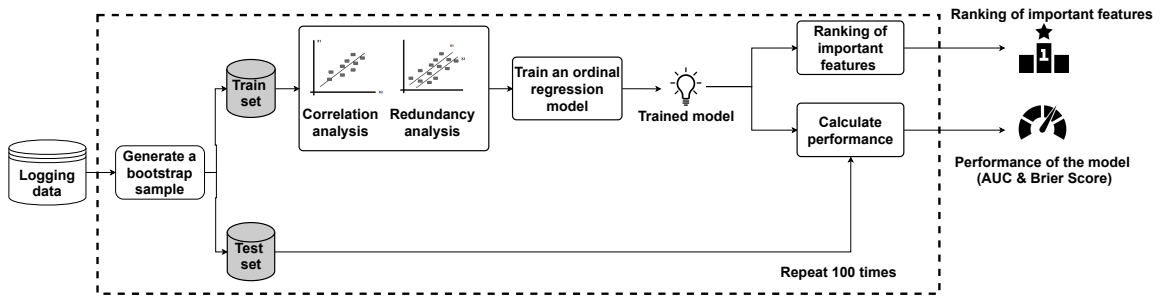 Logging
data
Generate a
bootstrap
sample
Train
set
Test
set
Correlation
analysis
Redundancy
analysis
Train an ordinal
regression
model
Trained model
Ranking of
important
features
Calculate
performance
Repeat 100 times
Ranking of important features
1
Performance of the model
(AUC & Brier Score)